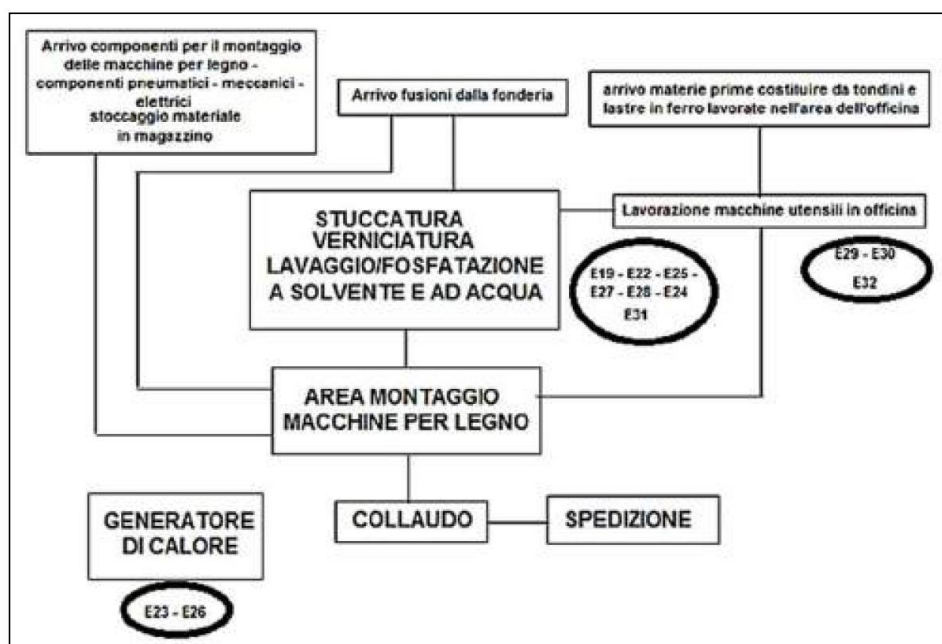 Arrivo componenti per il montaggio
delle macchine per legno -
componenti pneumatici - meccanici -
elettrici
stoccaggio materiale
in magazzino
Arrivo fusioni dalla fonderia
arrivo materie prime costituire da tondini e
lastre in ferro lavorate nell'area dell'officina
STUCCATURA
VERNICIATURA
LAVAGGIO/FOSFATAZIONE
A SOLVENTE E AD ACQUA
Lavorazione macchine utensili in officina
E19 - E22 - E25 -
E27 - E28 - E24
E31
E29 - E30
E32
AREA MONTAGGIO
MACCHINE PER LEGNO
GENERATORE
DI CALORE
COLLAUDO
SPEDIZIONE
E23 - E26